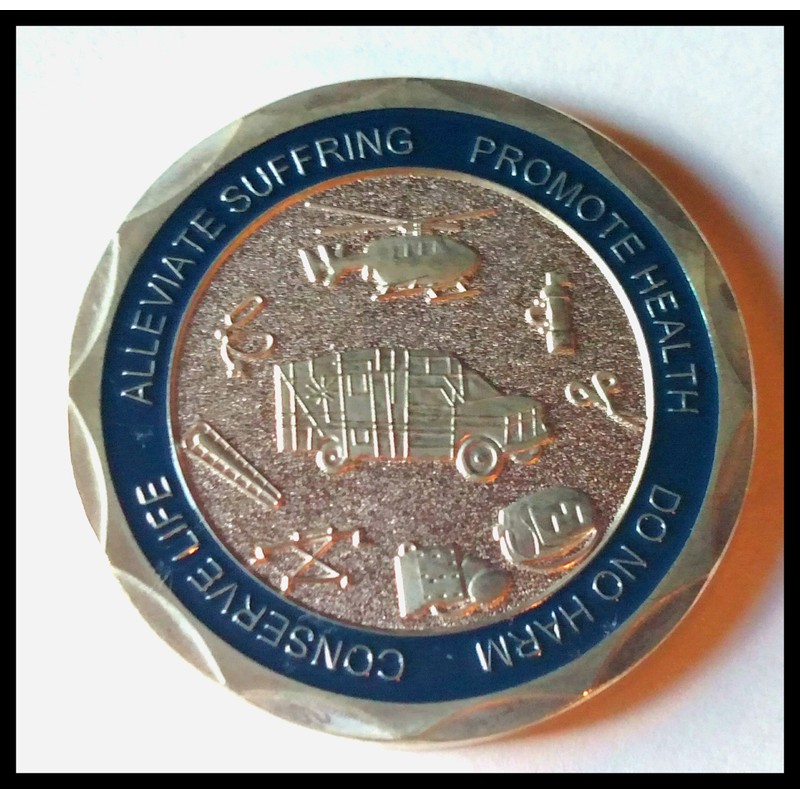 ALLEVIATE SUFFRING
PROMOTE HEALTH
DO NO HARM
CONSERVE LIFE